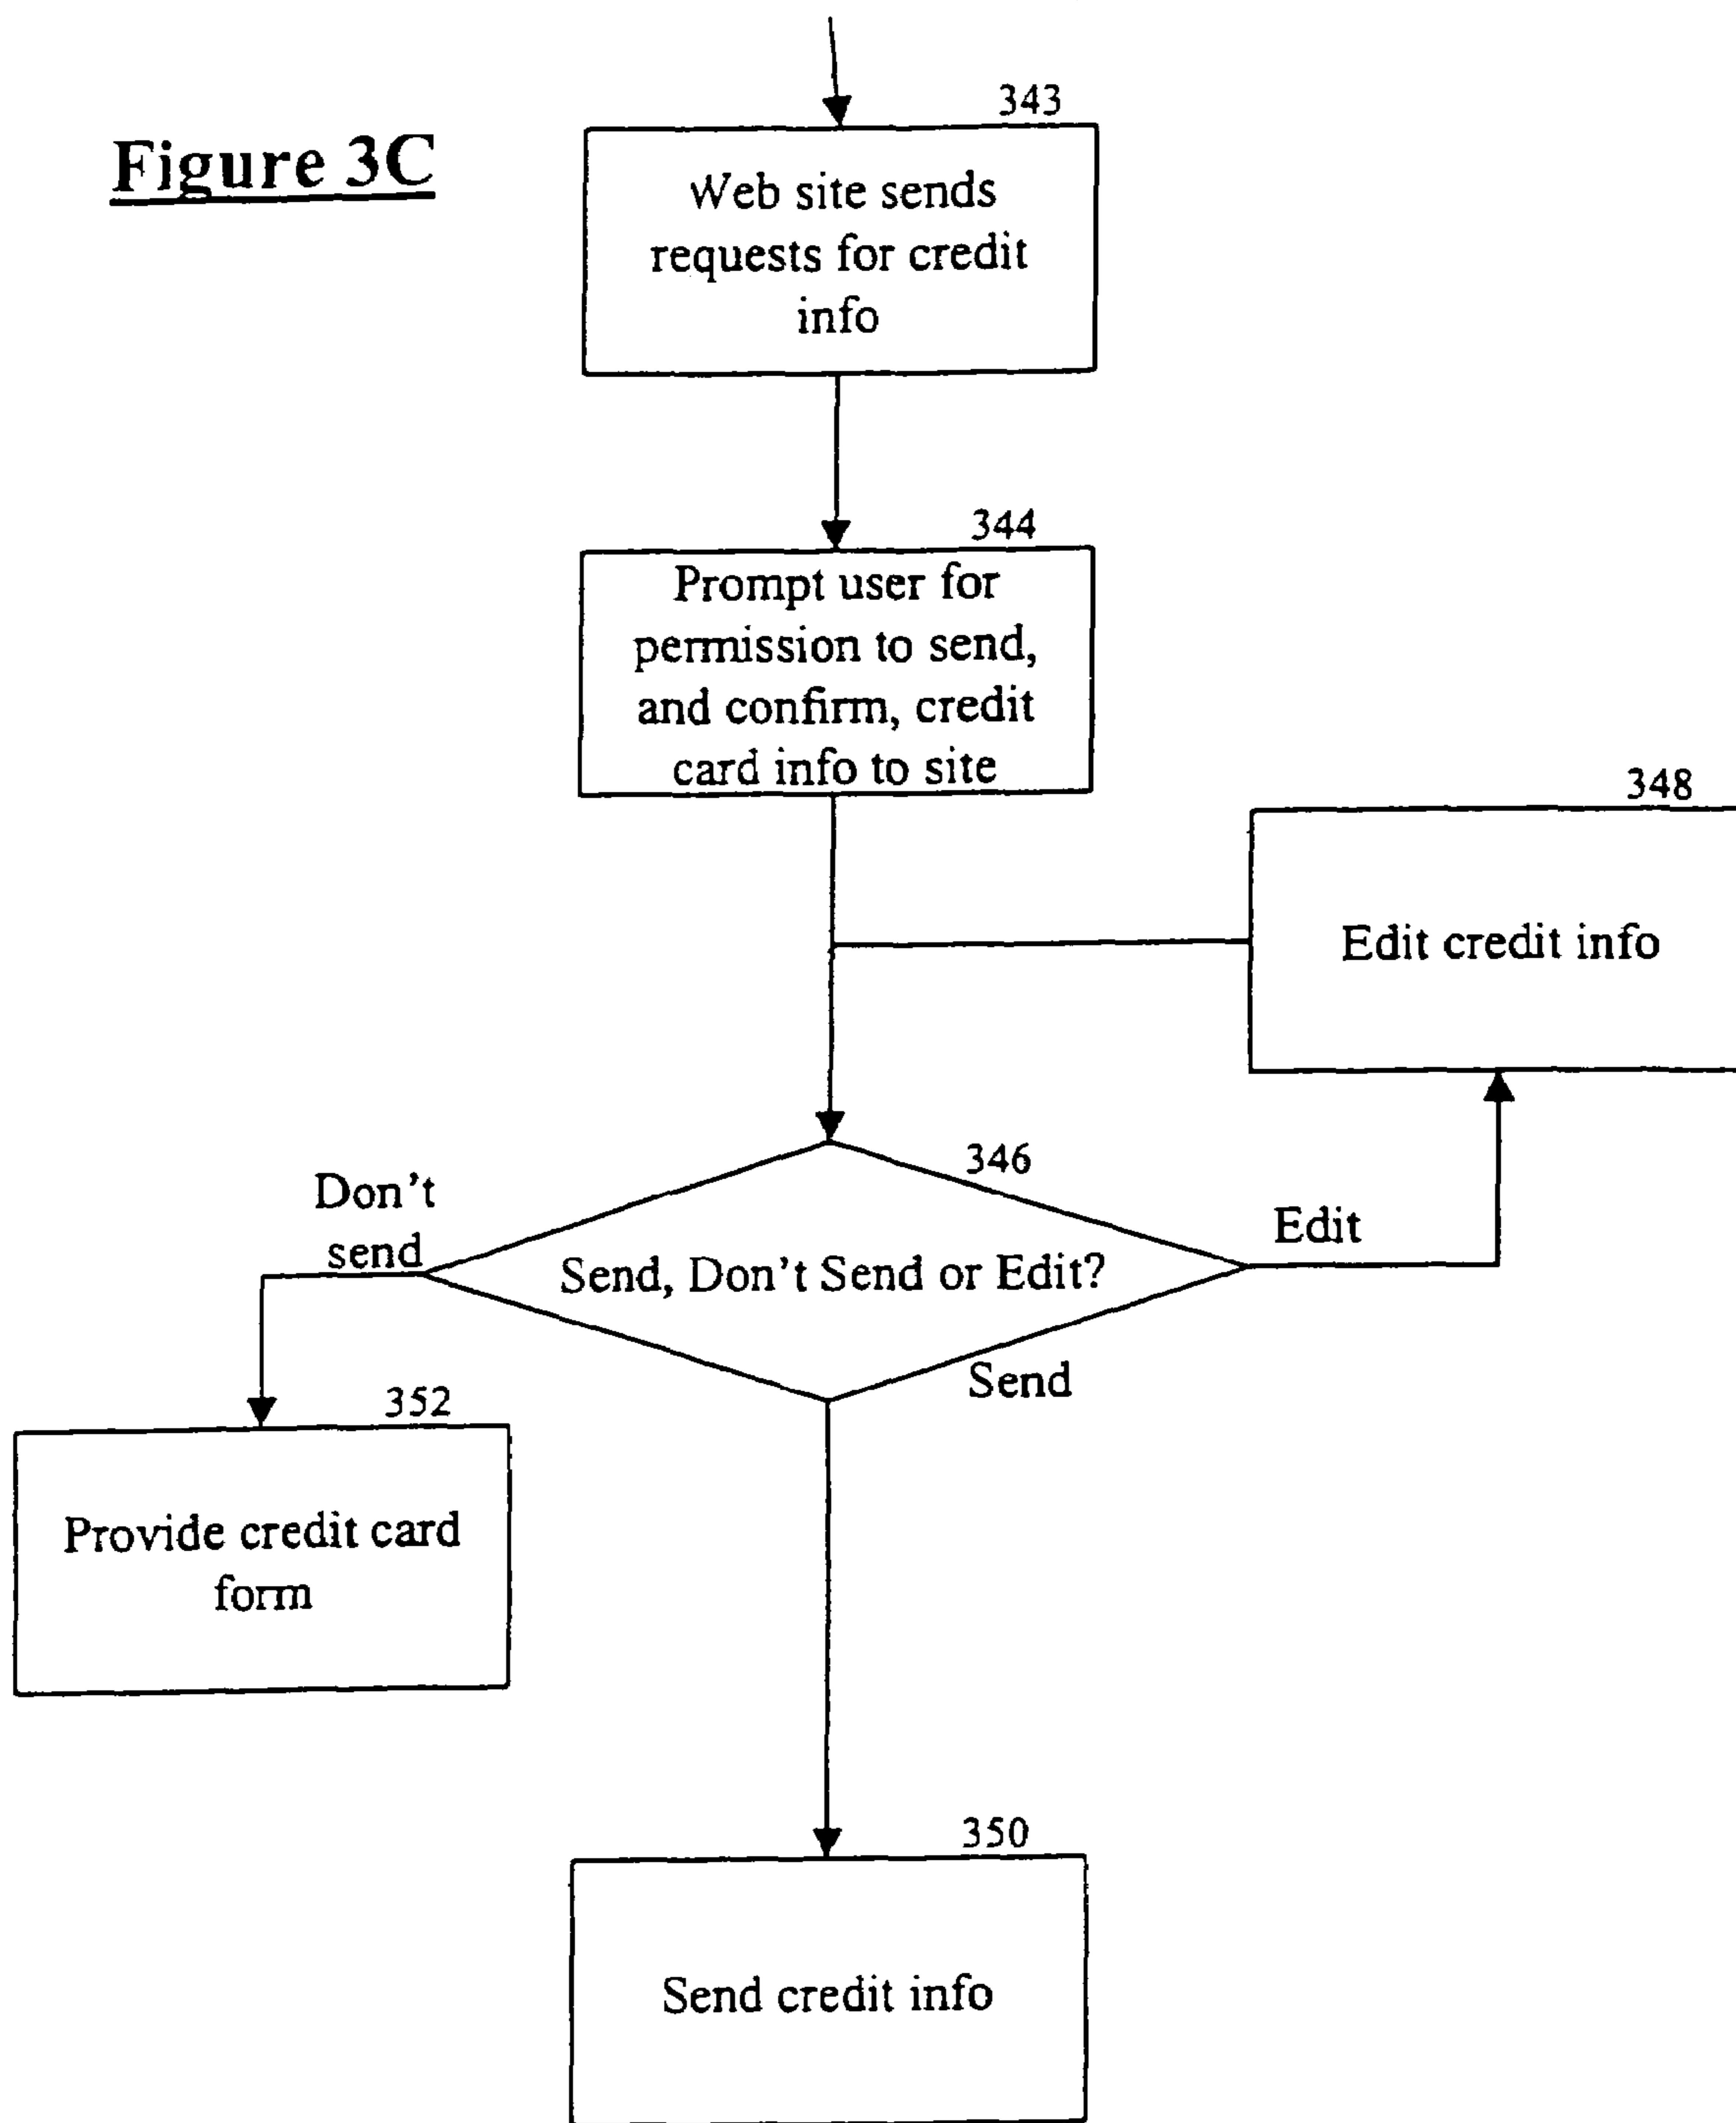 Figure 3C
343
Web site sends
requests for credit
info
344
Prompt user for
permission to send,
and confirm, credit
card info to site
348
Edit credit info
346
Send, Don't Send or Edit?
Don't
send
Edit
Send
352
Provide credit card
form
350
Send credit info